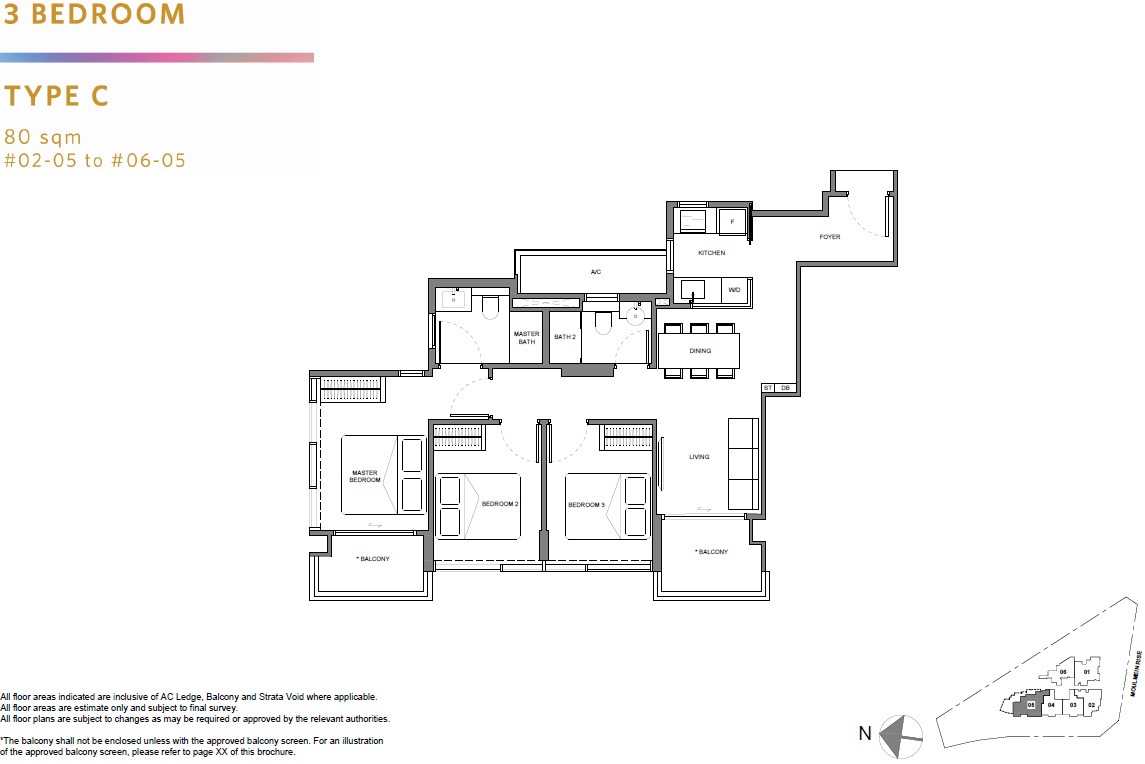 3 BEDROOM
TYPE C
80 sqm
#02-05 to #06-05
FOYER
F
KITCHEN
A/C
W/D
MASTER
BATH
BATH 2
DINING
ST DB
LIVING
MASTER
BEDROOM
BEDROOM 2
BEDROOM 3
* BALCONY
* BALCONY
06 01
05 04 03 02
MOULMEIN RISE
N
All floor areas indicated are inclusive of AC Ledge, Balcony and Strata Void where applicable.
All floor areas are estimate only and subject to final survey.
All floor plans are subject to changes as may be required or approved by the relevant authorities.
*The balcony shall not be enclosed unless with the approved balcony screen. For an illustration
of the approved balcony screen, please refer to page XX of this brochure.